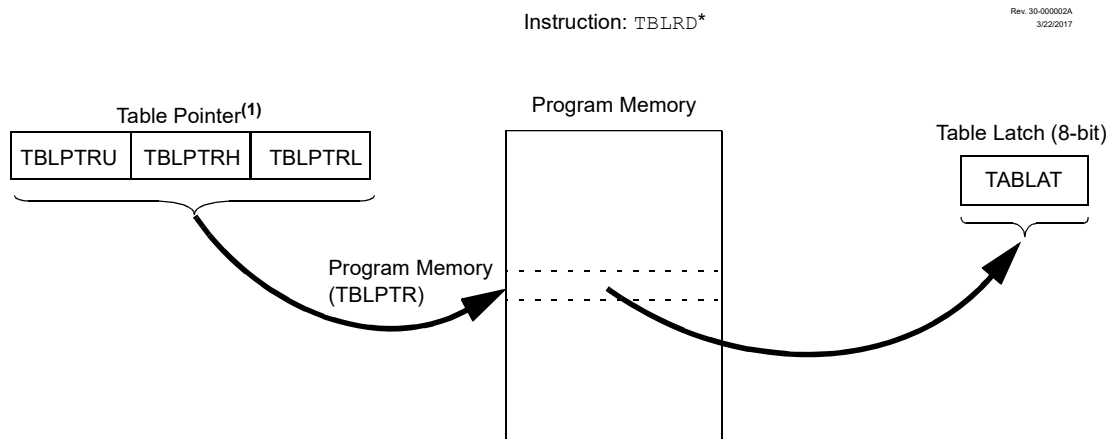 Instruction: TBLRD*
Rev. 30-000002A
3/22/2017
Table Pointer(1)
TBLPTRU TBLPTRH TBLPTRL
Program Memory
Table Latch (8-bit)
TABLAT
Program Memory
(TBLPTR)